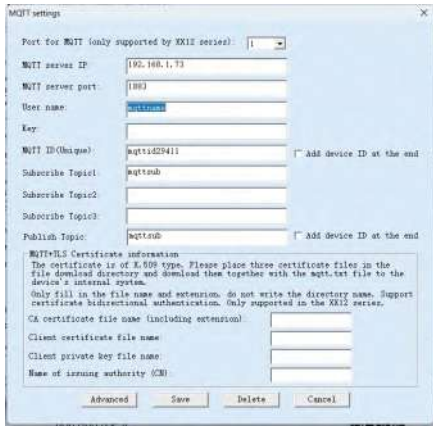 MQTT settings
Port for MQTT (only supported by XX12 series): 1
MQTT server IP: 192.168.1.73
MQTT server port: 1883
User name: mqttname
Key:
MQTT ID(Unique): mqttid29411 Add device ID at the end
Subscribe Topic1: mqttsub
Subscribe Topic2:
Subscribe Topic3:
Publish Topic: mqttsub Add device ID at the end
MQTT+TLS Certificate information
The certificate is of X.509 type. Please place three certificate files in the
file download directory and download them together with the mqtt.txt file to the
device's internal system.
Only fill in the file name and extension, do not write the directory name. Support
certificate bidirectional authentication. Only supported in the XX12 series.
CA certificate file name (including extension):
Client certificate file name:
Client private key file name:
Name of issuing authority (CN):
Advanced Save Delete Cancel